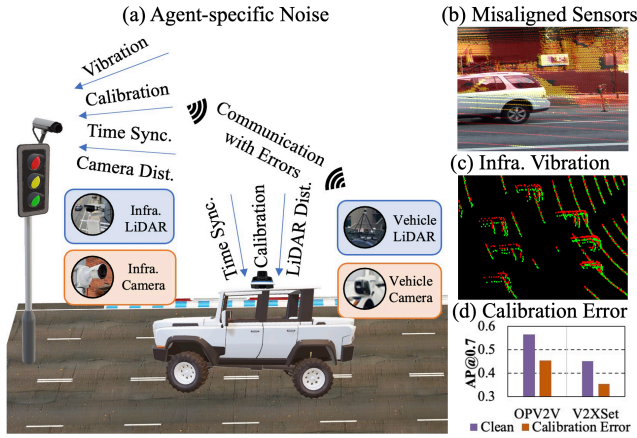 (a) Agent-specific Noise
Vibration
Calibration
Time Sync.
Camera Dist.
Communication
with Errors
Time Sync.
Calibration
LiDAR Dist.
Infra.
LiDAR
Infra.
Camera
Vehicle
LiDAR
Vehicle
Camera
(b) Misaligned Sensors
(c) Infra. Vibration
(d) Calibration Error
AP@0.7
0.6
0.5
0.4
0.3
OPV2V V2XSet
Clean Calibration Error